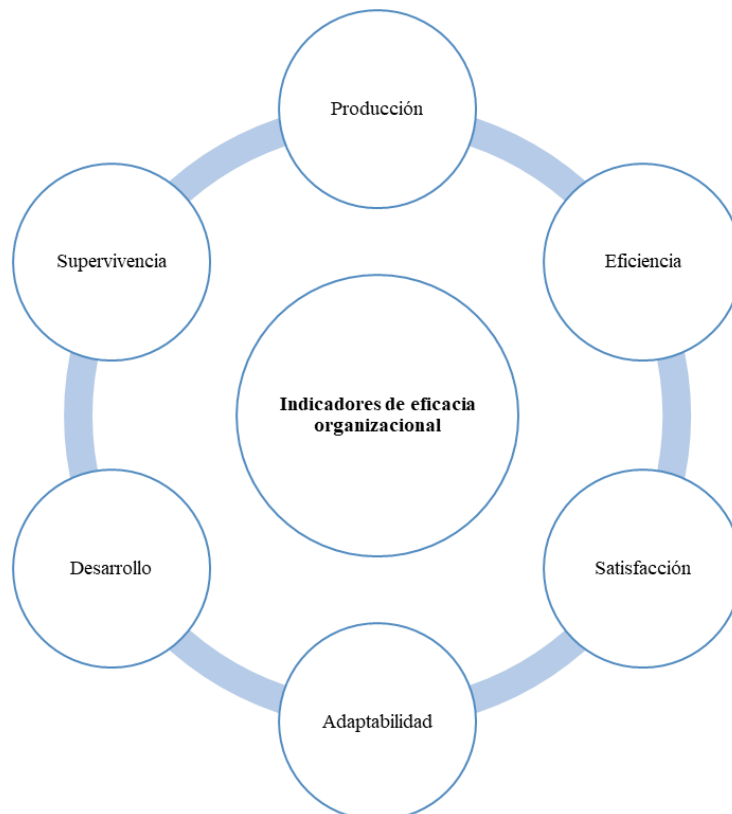 Producción
Supervivencia
Eficiencia
Indicadores de eficacia
organizacional
Desarrollo
Satisfacción
Adaptabilidad